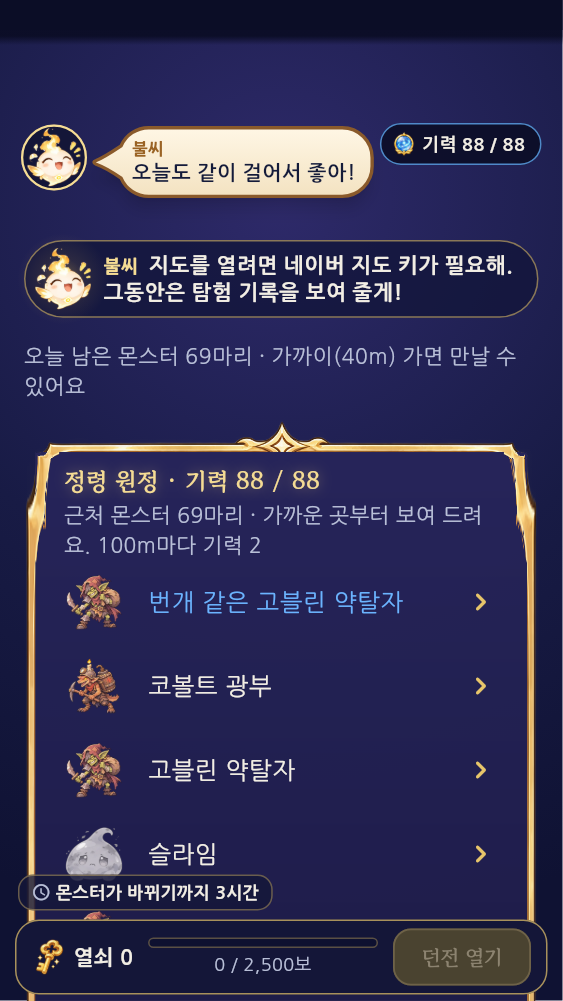 불씨
오늘도 같이 걸어서 좋아!
기력 88 / 88
불씨 지도를 열려면 네이버 지도 키가 필요해.
그동안은 탐험 기록을 보여 줄게!
오늘 남은 몬스터 69마리 · 가까이(40m) 가면 만날 수
있어요
정령 원정 · 기력 88 / 88
근처 몬스터 69마리 · 가까운 곳부터 보여 드려
요. 100m마다 기력 2
번개 같은 고블린 약탈자
코볼트 광부
고블린 약탈자
슬라임
몬스터가 바뀌기까지 3시간
열쇠 0
0 / 2,500보
던전 열기